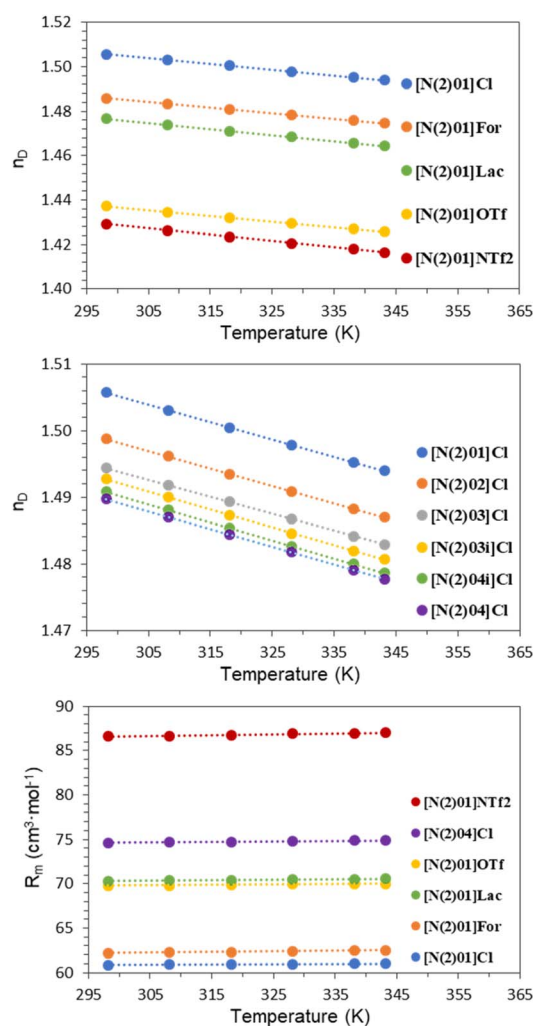 1.52
1.50
1.48
1.46
1.44
1.42
1.40
n_D
295 305 315 325 335 345 355 365
Temperature (K)
[N(2)01]Cl
[N(2)01]For
[N(2)01]Lac
[N(2)01]OTf
[N(2)01]NTf2
1.51
1.50
1.49
1.48
1.47
n_D
295 305 315 325 335 345 355 365
Temperature (K)
[N(2)01]Cl
[N(2)02]Cl
[N(2)03]Cl
[N(2)03i]Cl
[N(2)04i]Cl
[N(2)04]Cl
90
85
80
75
70
65
60
R_m (cm³·mol⁻¹)
295 305 315 325 335 345 355 365
Temperature (K)
[N(2)01]NTf2
[N(2)04]Cl
[N(2)01]OTf
[N(2)01]Lac
[N(2)01]For
[N(2)01]Cl